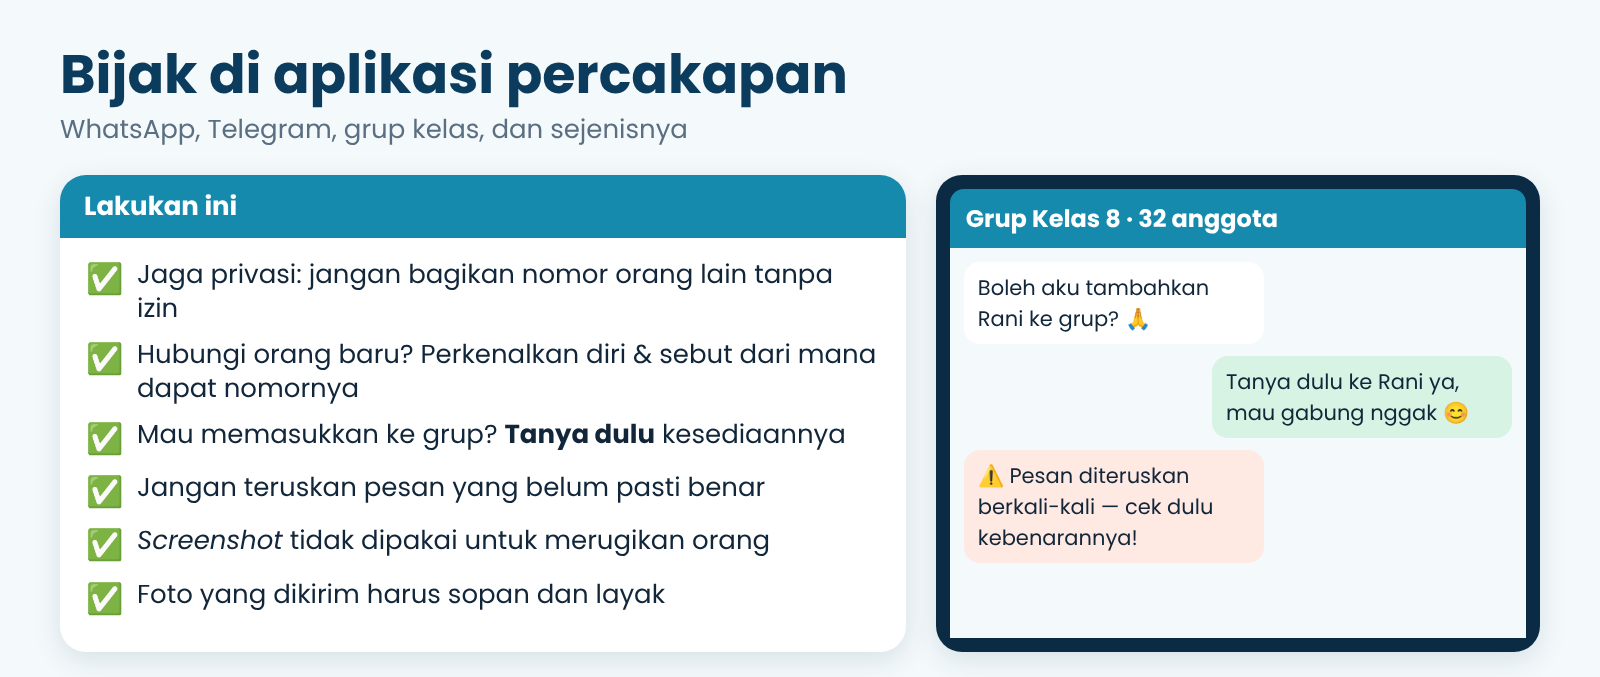 Bijak di aplikasi percakapan
WhatsApp, Telegram, grup kelas, dan sejenisnya
Lakukan ini
✅ Jaga privasi: jangan bagikan nomor orang lain tanpa
izin
✅ Hubungi orang baru? Perkenalkan diri & sebut dari mana
dapat nomornya
✅ Mau memasukkan ke grup? Tanya dulu kesediaannya
✅ Jangan teruskan pesan yang belum pasti benar
✅ Screenshot tidak dipakai untuk merugikan orang
✅ Foto yang dikirim harus sopan dan layak
Grup Kelas 8 · 32 anggota
Boleh aku tambahkan
Rani ke grup? 🙏
Tanya dulu ke Rani ya,
mau gabung nggak 😊
⚠️ Pesan diteruskan
berkali-kali — cek dulu
kebenarannya!